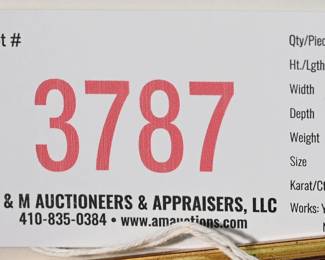 t #
3787
& M AUCTIONEERS & APPRAISERS, LLC
410-835-0384 • www.amauctions.com
Qty/Piec
Ht./Lgth
Width
Depth
Weight
Size
Karat/Ct
Works: Y